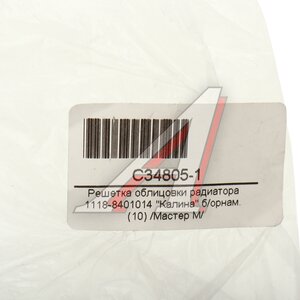 C34805-1
Решетка облицовки радиатора
1118-8401014 "Калина" б/орнам.
(10) /Мастер М/